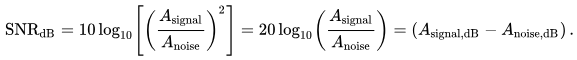 SNR_dB = 10 log_10 [ ( A_signal / A_noise )^2 ] = 20 log_10 ( A_signal / A_noise ) = ( A_signal,dB − A_noise,dB ) .